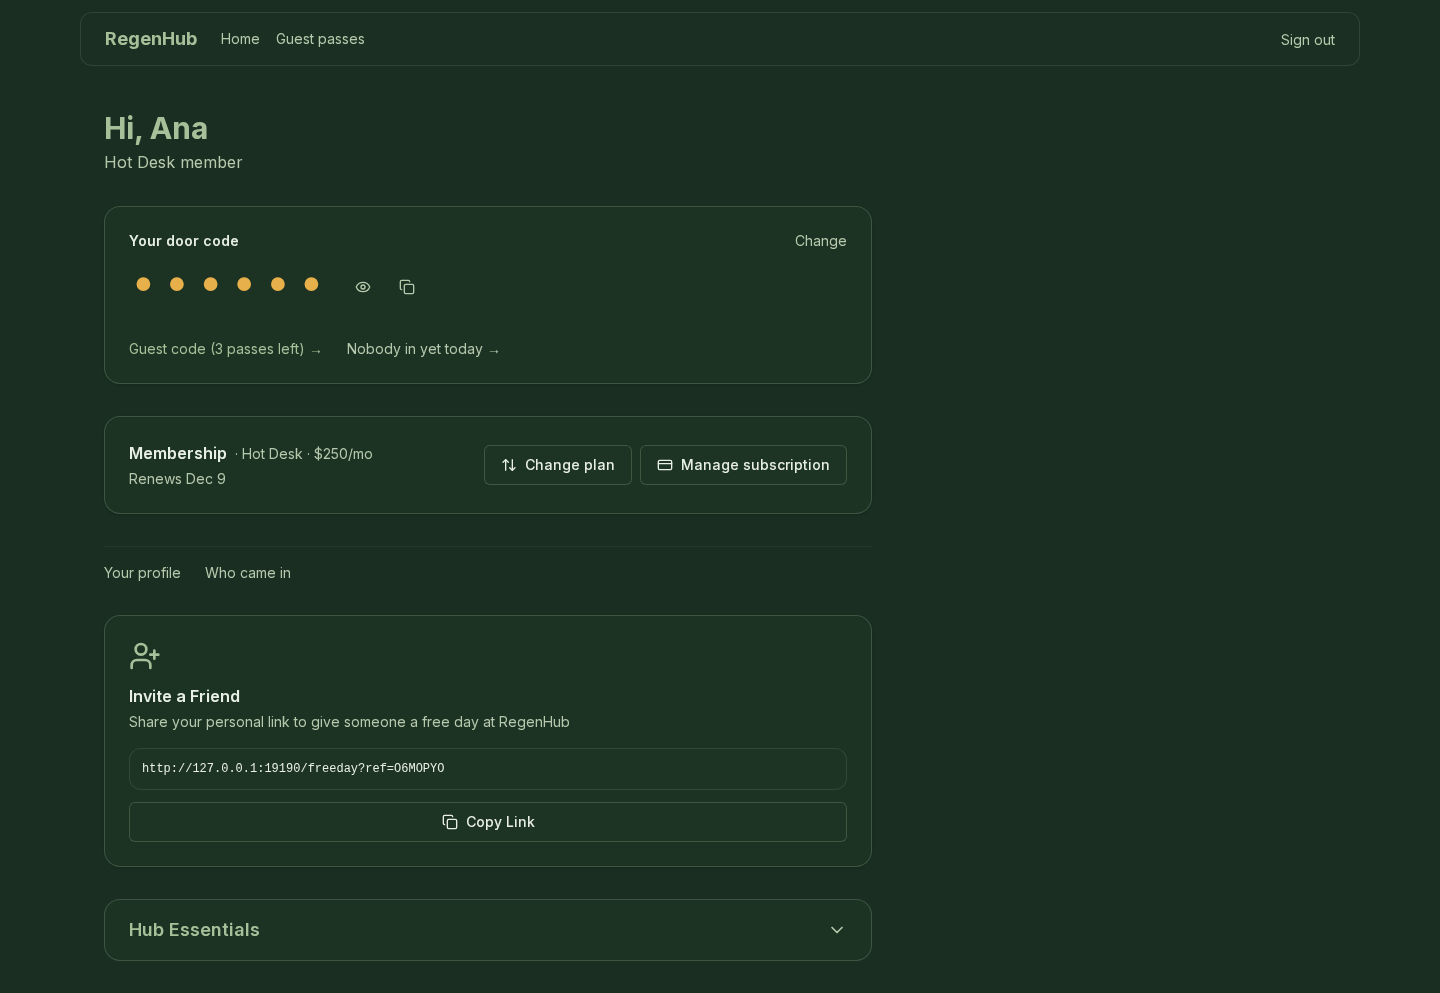 RegenHub Home Guest passes Sign out
Hi, Ana
Hot Desk member
Your door code Change
Guest code (3 passes left) → Nobody in yet today →
Membership · Hot Desk · $250/mo
Renews Dec 9
Change plan Manage subscription
Your profile Who came in
Invite a Friend
Share your personal link to give someone a free day at RegenHub
http://127.0.0.1:19190/freeday?ref=O6MOPYO
Copy Link
Hub Essentials